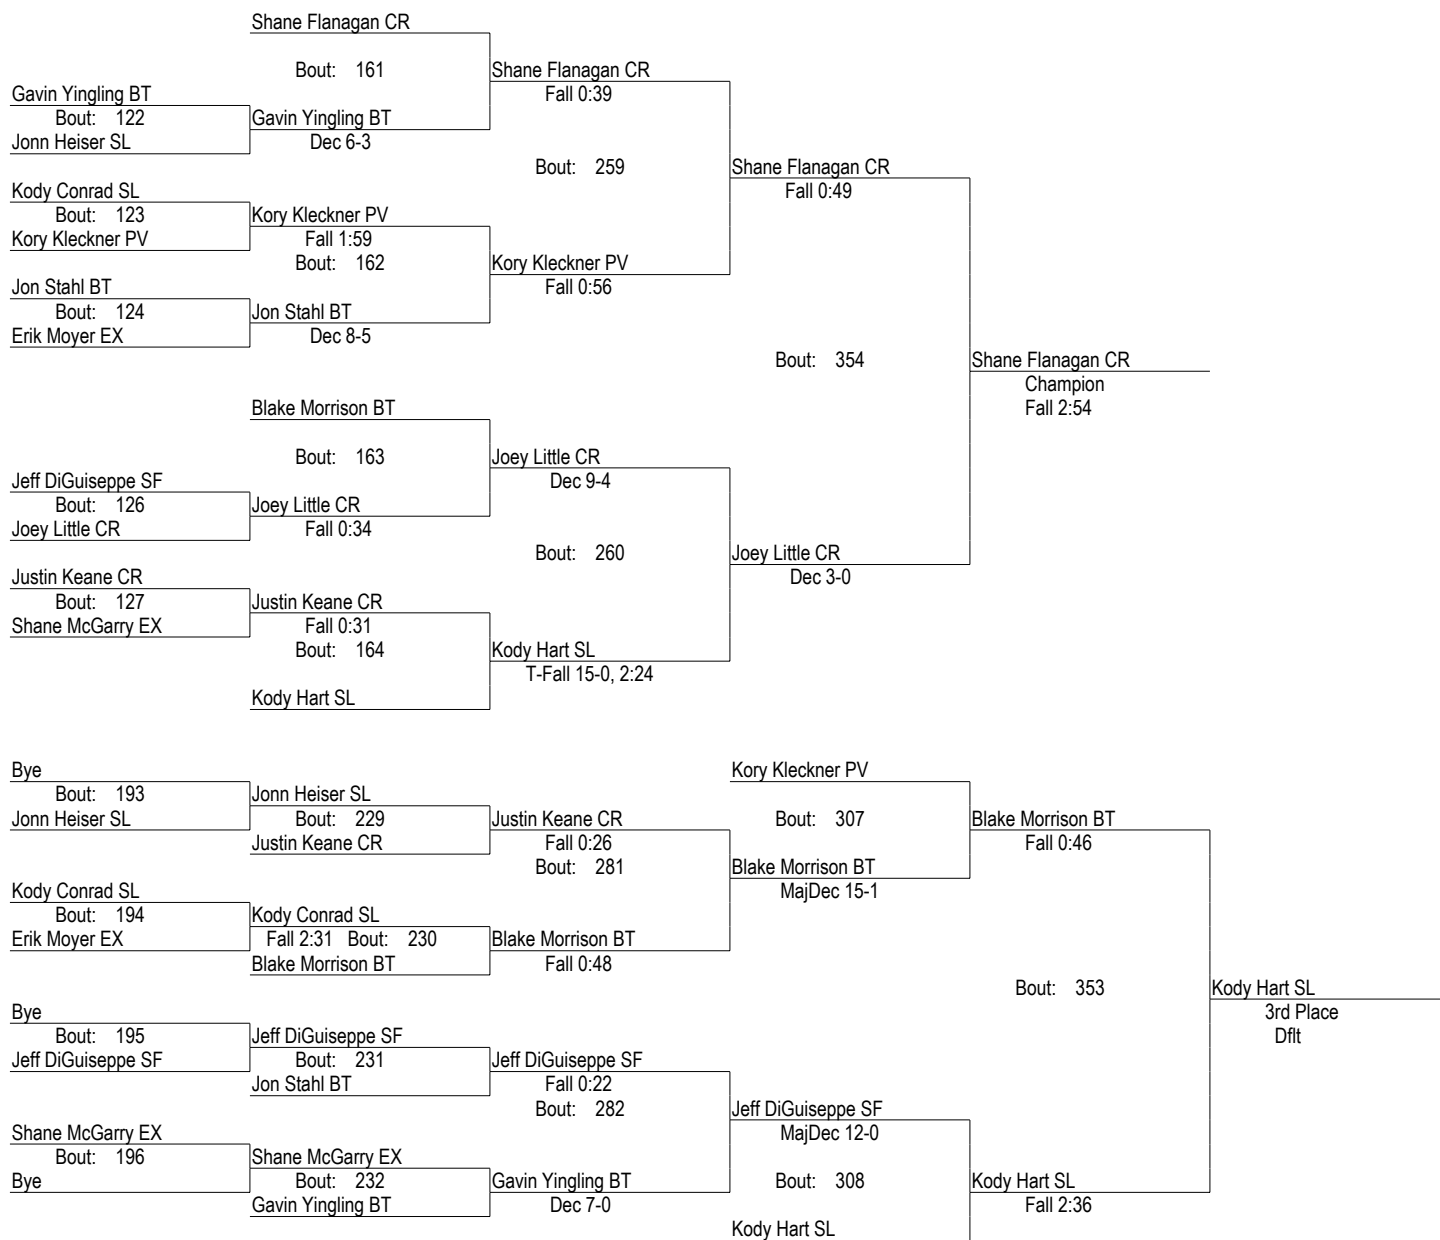 Shane Flanagan CR
Bout: 161 Shane Flanagan CR
Gavin Yingling BT Fall 0:39
Bout: 122 Gavin Yingling BT
Jonn Heiser SL Dec 6-3
Bout: 259 Shane Flanagan CR
Kody Conrad SL Fall 0:49
Bout: 123 Kory Kleckner PV
Kory Kleckner PV Fall 1:59
Bout: 162 Kory Kleckner PV
Jon Stahl BT Fall 0:56
Bout: 124 Jon Stahl BT
Erik Moyer EX Dec 8-5
Bout: 354 Shane Flanagan CR
Champion
Blake Morrison BT Fall 2:54
Bout: 163 Joey Little CR
Jeff DiGuiseppe SF Dec 9-4
Bout: 126 Joey Little CR
Joey Little CR Fall 0:34
Bout: 260 Joey Little CR
Justin Keane CR Dec 3-0
Bout: 127 Justin Keane CR
Shane McGarry EX Fall 0:31
Bout: 164 Kody Hart SL
T-Fall 15-0, 2:24
Kody Hart SL
Bye Kory Kleckner PV
Bout: 193 Jonn Heiser SL
Jonn Heiser SL Bout: 229 Justin Keane CR Bout: 307 Blake Morrison BT
Justin Keane CR Fall 0:26 Fall 0:46
Bout: 281 Blake Morrison BT
Kody Conrad SL MajDec 15-1
Bout: 194 Kody Conrad SL
Erik Moyer EX Fall 2:31 Bout: 230 Blake Morrison BT
Blake Morrison BT Fall 0:48
Bout: 353 Kody Hart SL
Bye 3rd Place
Bout: 195 Jeff DiGuiseppe SF Dflt
Jeff DiGuiseppe SF Bout: 231 Jeff DiGuiseppe SF
Jon Stahl BT Fall 0:22
Bout: 282 Jeff DiGuiseppe SF
Shane McGarry EX MajDec 12-0
Bout: 196 Shane McGarry EX
Bye Bout: 232 Gavin Yingling BT Bout: 308 Kody Hart SL
Gavin Yingling BT Dec 7-0 Fall 2:36
Kody Hart SL